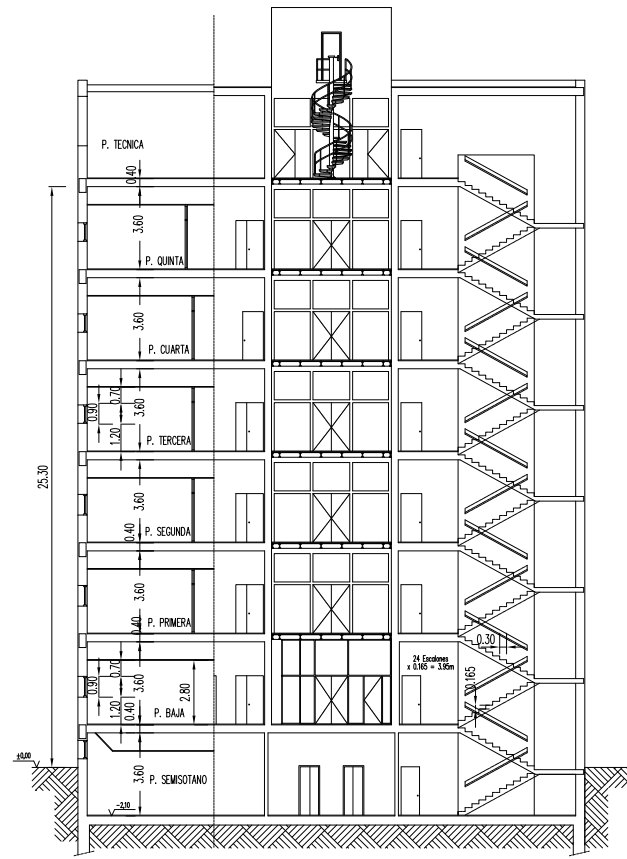 P. TECNICA
0.40
3.60
P. QUINTA
3.60
P. CUARTA
0.70
0.90
3.60
1.20
P. TERCERA
25.30
3.60
P. SEGUNDA
0.40
3.60
P. PRIMERA
0.40
0.30
24 Escalones
x 0.165 = 3.95m
0.70
0.90
3.60
2.80
0.165
1.20
0.40
P. BAJA
±0,00
3.60
P. SEMISOTANO
-2,10